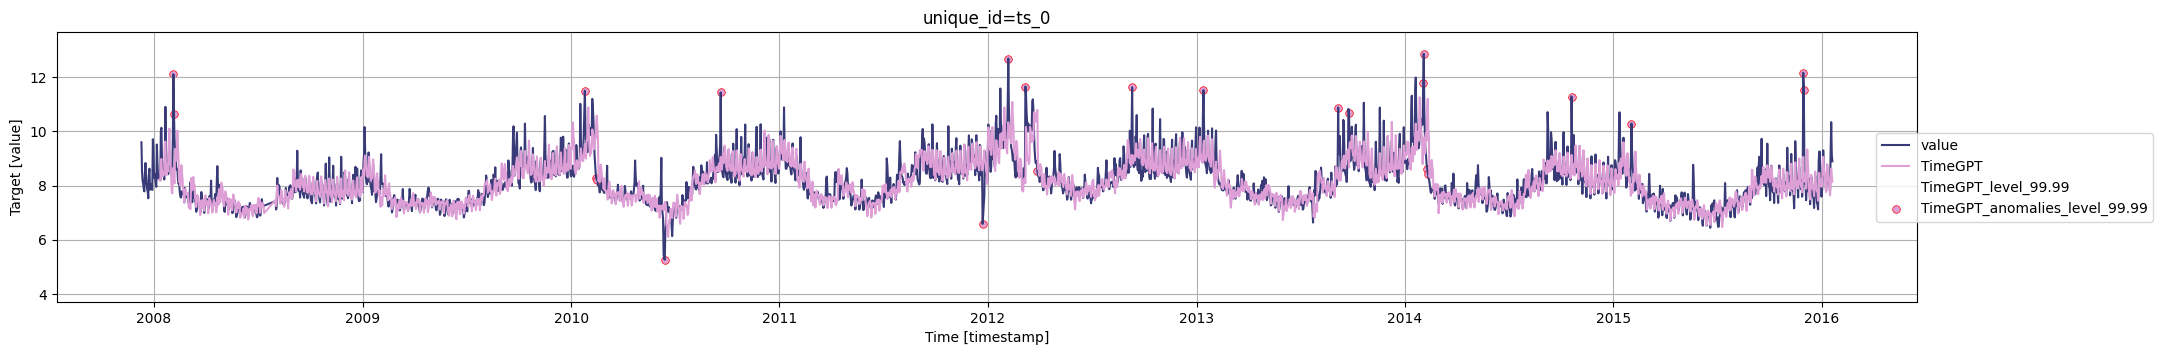 unique_id=ts_0
Target [value]
12
10
8
6
4
2008
2009
2010
2011
2012
2013
2014
2015
2016
Time [timestamp]
value
TimeGPT
TimeGPT_level_99.99
TimeGPT_anomalies_level_99.99